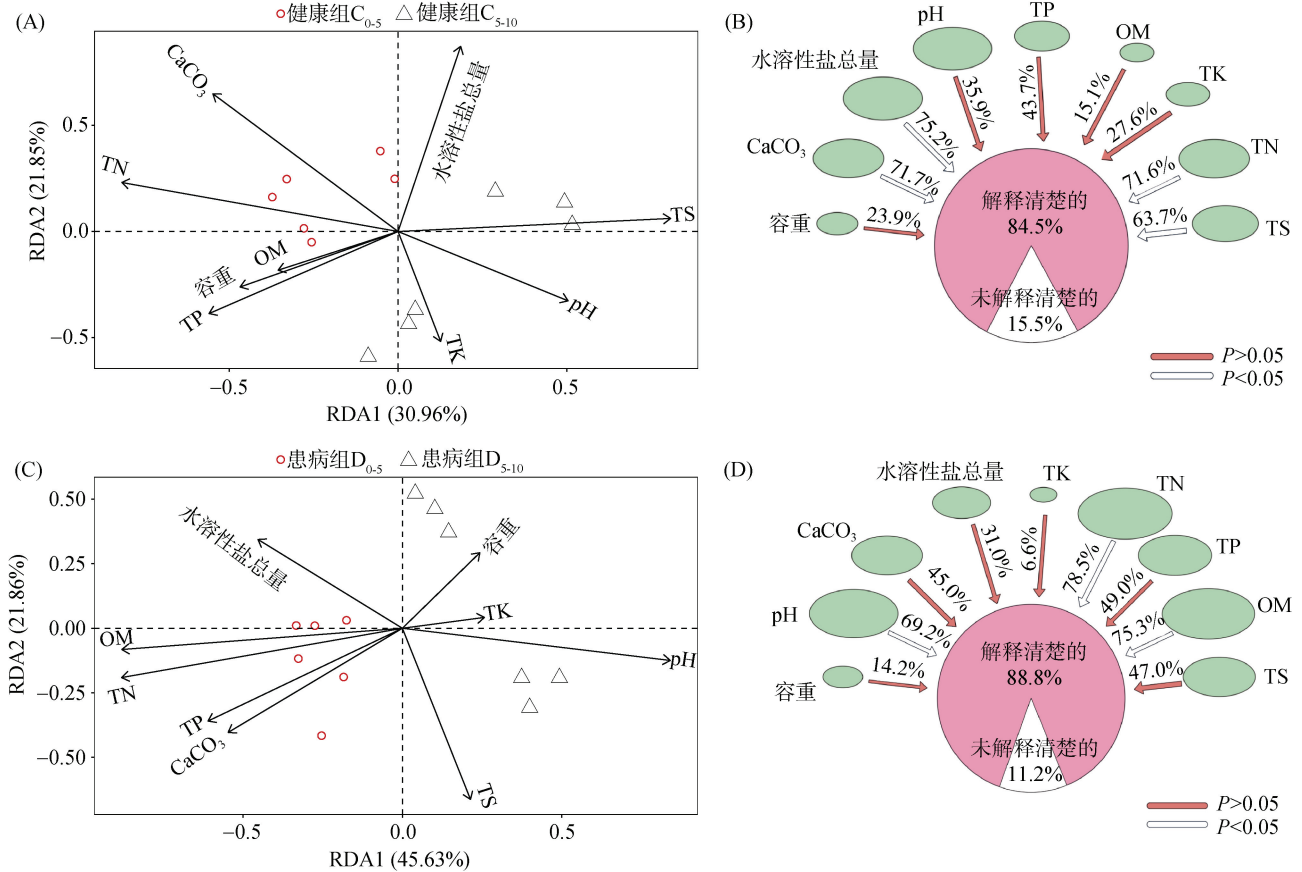 (A)
健康组C0-5 健康组C5-10
CaCO3
水溶性盐总量
TN
TS
OM
容重
TP
pH
TK
RDA2 (21.85%)
0.5
0.0
−0.5
−0.5
0.0
0.5
RDA1 (30.96%)
(B)
pH
TP
OM
水溶性盐总量
TK
CaCO3
TN
容重
TS
35.9%
43.7%
15.1%
27.6%
75.2%
71.7%
71.6%
23.9%
63.7%
解释清楚的
84.5%
未解释清楚的
15.5%
P>0.05
P<0.05
(C)
患病组D0-5 患病组D5-10
水溶性盐总量
容重
TK
OM
pH
TN
TP
CaCO3
TS
RDA2 (21.86%)
0.50
0.25
0.00
−0.25
−0.50
−0.5
0.0
0.5
RDA1 (45.63%)
(D)
水溶性盐总量
TK
TN
CaCO3
TP
pH
OM
容重
TS
31.0%
6.6%
78.5%
45.0%
49.0%
69.2%
75.3%
14.2%
47.0%
解释清楚的
88.8%
未解释清楚的
11.2%
P>0.05
P<0.05